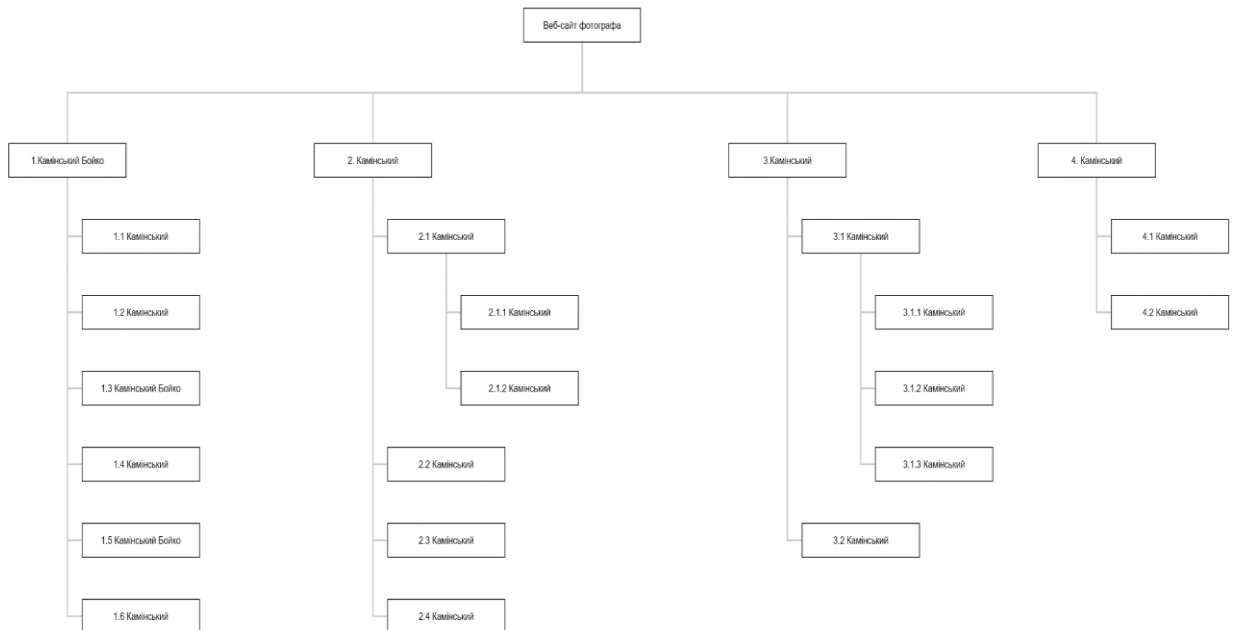 Веб-сайт фотографа
1.Камінський Бойко
2. Камінський
3.Камінський
4. Камінський
1.1 Камінський
2.1 Камінський
3.1 Камінський
4.1 Камінський
1.2 Камінський
2.1.1 Камінський
3.1.1 Камінський
4.2 Камінський
1.3 Камінський Бойко
2.1.2 Камінський
3.1.2 Камінський
1.4 Камінський
2.2 Камінський
3.1.3 Камінський
1.5 Камінський Бойко
2.3 Камінський
3.2 Камінський
1.6 Камінський
2.4 Камінський